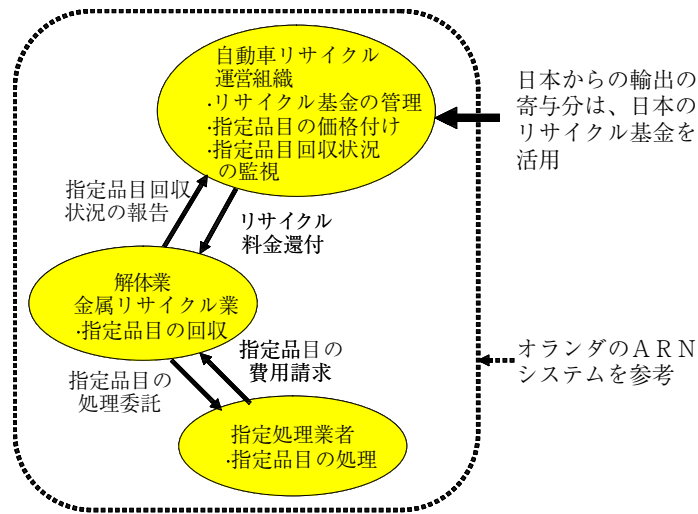 自動車リサイクル
運営組織
・リサイクル基金の管理
・指定品目の価格付け
・指定品目回収状況
の監視
日本からの輸出の
寄与分は、日本の
リサイクル基金を
活用
指定品目回収
状況の報告
リサイクル
料金還付
解体業
金属リサイクル業
・指定品目の回収
指定品目の
費用請求
オランダのＡＲＮ
システムを参考
指定品目の
処理委託
指定処理業者
・指定品目の処理